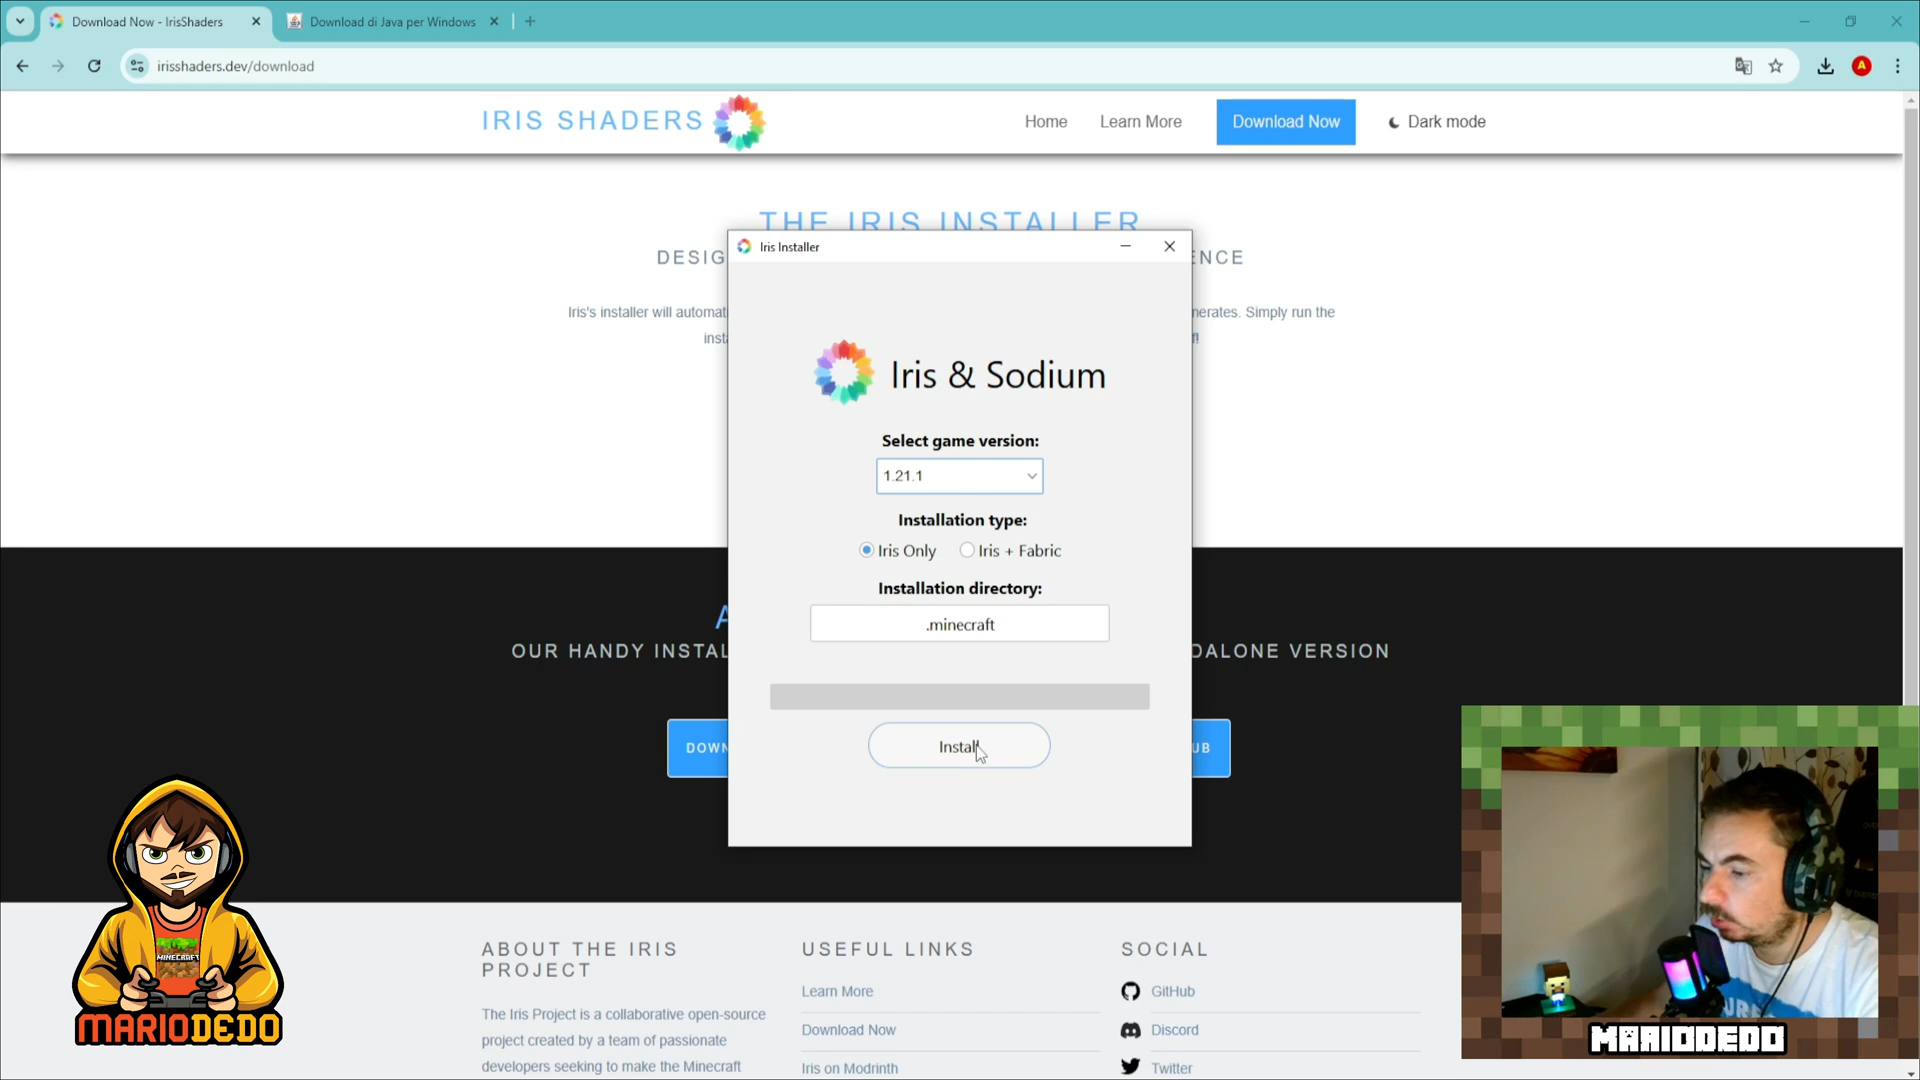 Download Now - IrisShaders
Download di Java per Windows
irisshaders.dev/download
A
IRIS SHADERS
Home
Learn More
Download Now
Dark mode
THE IRIS INSTALLER
DESIG
ENCE
Iris's installer will automat
nerates. Simply run the
insta
Iris Installer
Iris & Sodium
Select game version:
1.21.1
Installation type:
Iris Only
Iris + Fabric
Installation directory:
.minecraft
A
OUR HANDY INSTAL
DALONE VERSION
DOWN
UB
Install
MINECRAFT
MARIODEDO
ABOUT THE IRIS
PROJECT
The Iris Project is a collaborative open-source
project created by a team of passionate
developers seeking to make the Minecraft
USEFUL LINKS
Learn More
Download Now
Iris on Modrinth
SOCIAL
GitHub
Discord
Twitter
MARIODEDO